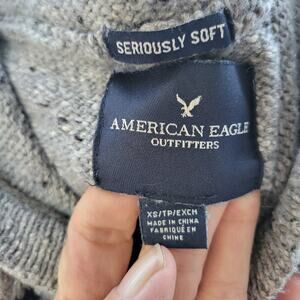 SERIOUSLY SOFT
AMERICAN EAGLE
OUTFITTERS
XS/TP/EXCH
MADE IN CHINA
FABRIQUÉ EN
CHINE